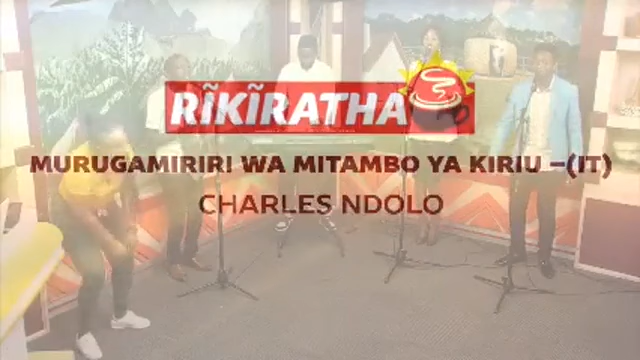 RĨKĨRATHA
MURUGAMIRIRI WA MITAMBO YA KIRIU –(IT)
CHARLES NDOLO